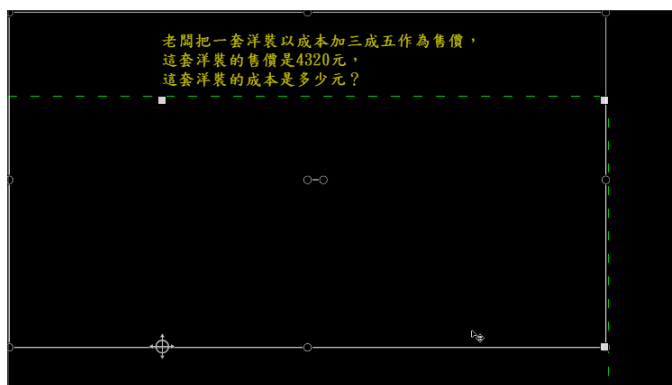 老闆把一套洋裝以成本加三成五作為售價，
這套洋裝的售價是4320元，
這套洋裝的成本是多少元？